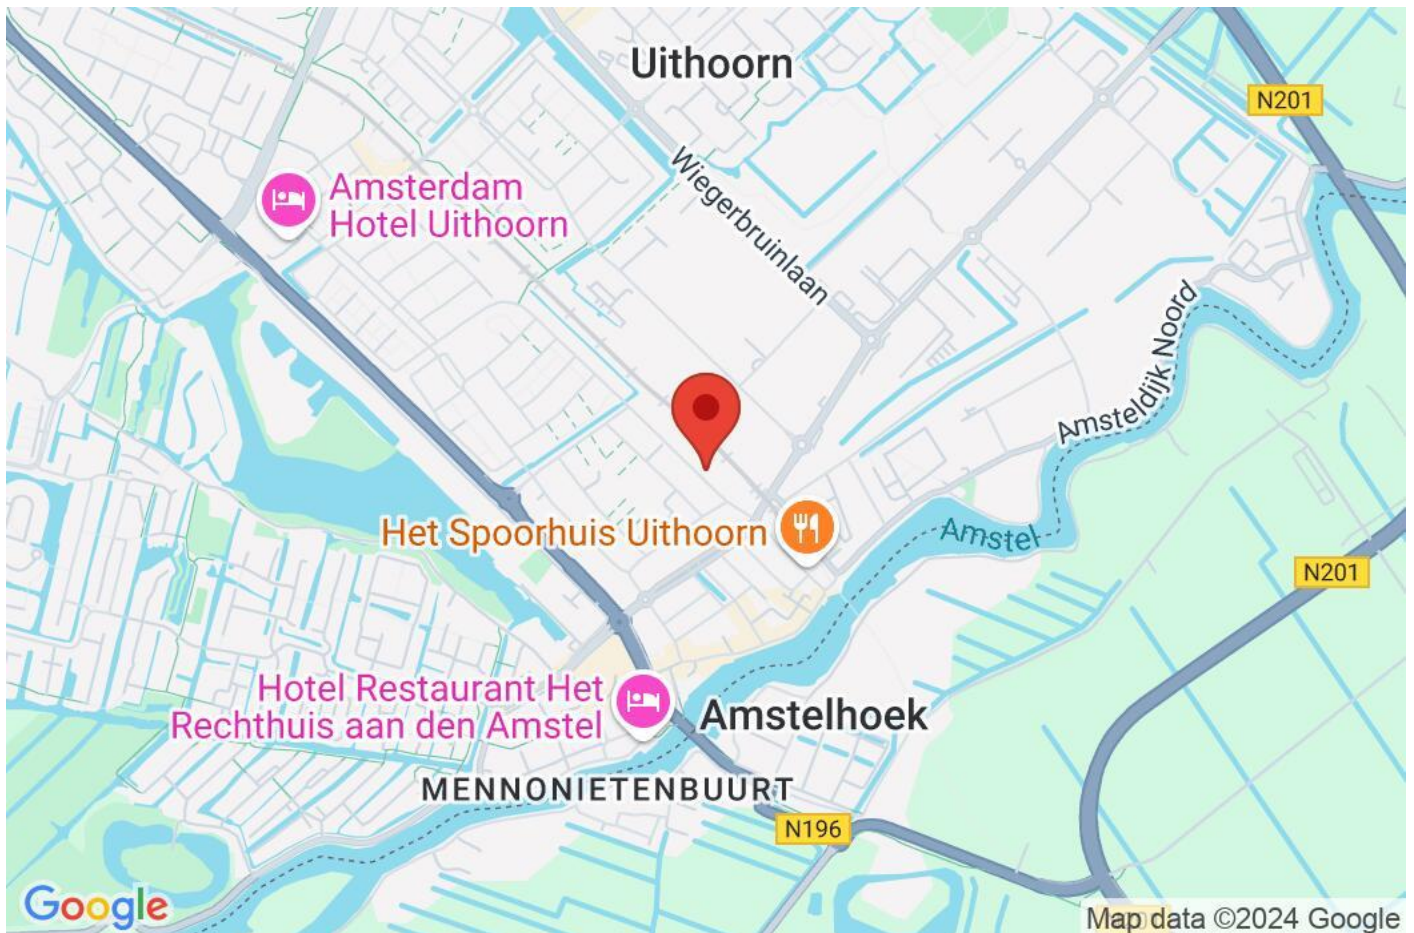 Uithoorn
N201
Wiegerbruinlaan
Amsterdam
Hotel Uithoorn
Amsteldijk Noord
Het Spoorhuis Uithoorn
Amstel
N201
Hotel Restaurant Het
Rechthuis aan den Amstel
Amstelhoek
MENNONIETENBUURT
N196
Google
Map data ©2024 Google